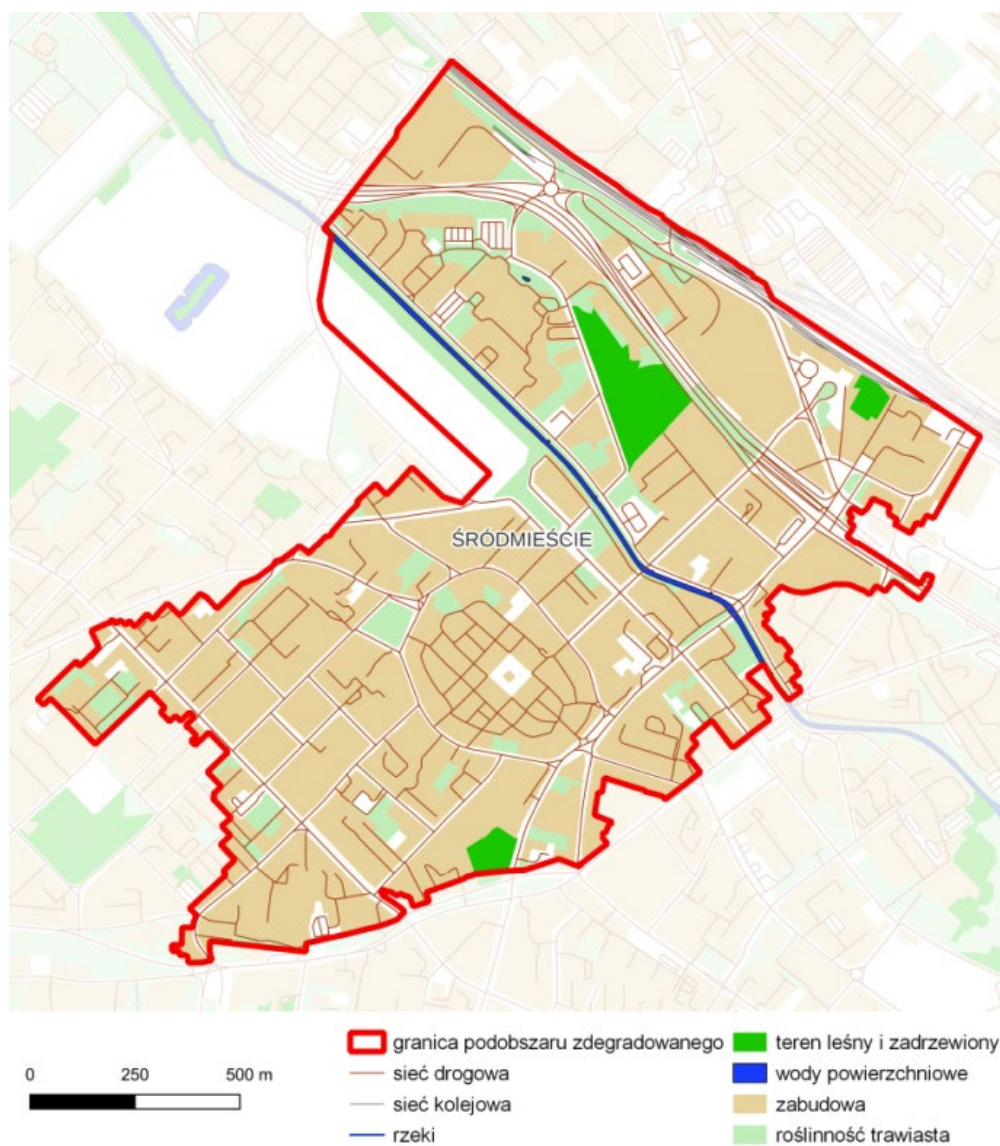 ŚRÓDMIEŚCIE
0 250 500 m
granica podobszaru zdegradowanego
sieć drogowa
sieć kolejowa
rzeki
teren leśny i zadrzewiony
wody powierzchniowe
zabudowa
roślinność trawiasta